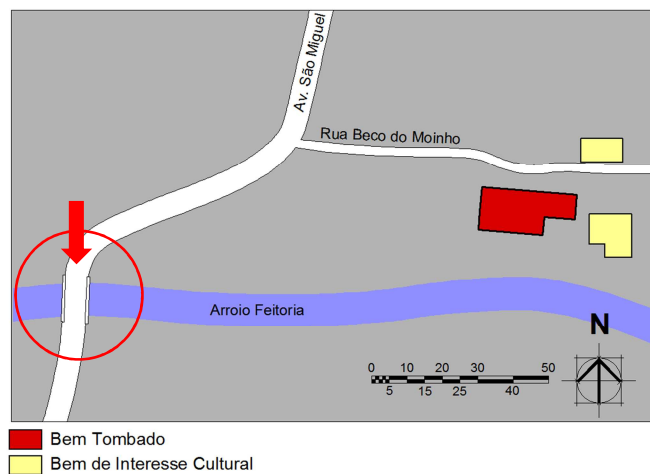 Av. São Miguel
Rua Beco do Moinho
Arroio Feitoria
N
0 10 20 30 50
5 15 25 40
Bem Tombado
Bem de Interesse Cultural